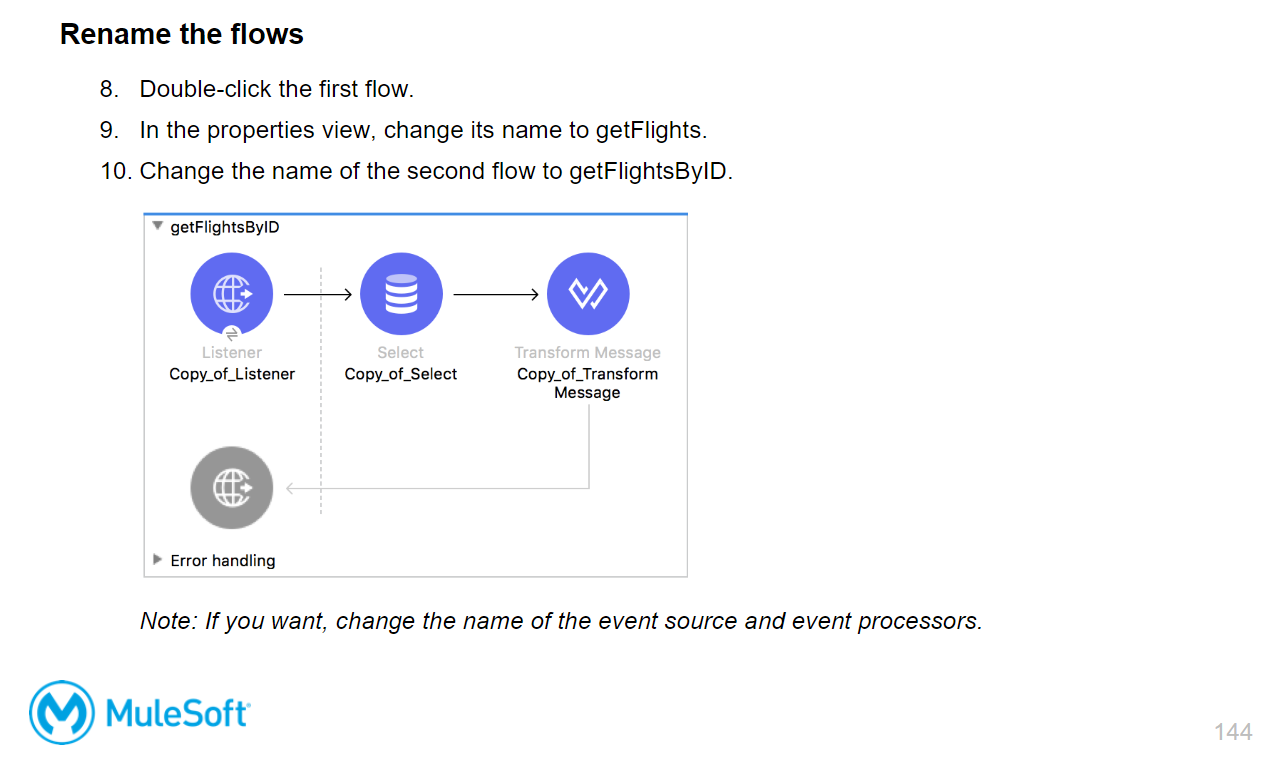 Rename the flows
8. Double-click the first flow.
9. In the properties view, change its name to getFlights.
10. Change the name of the second flow to getFlightsByID.
getFlightsByID
Listener
Copy_of_Listener
Select
Copy_of_Select
Transform Message
Copy_of_Transform
Message
Error handling
Note: If you want, change the name of the event source and event processors.
MuleSoft
144